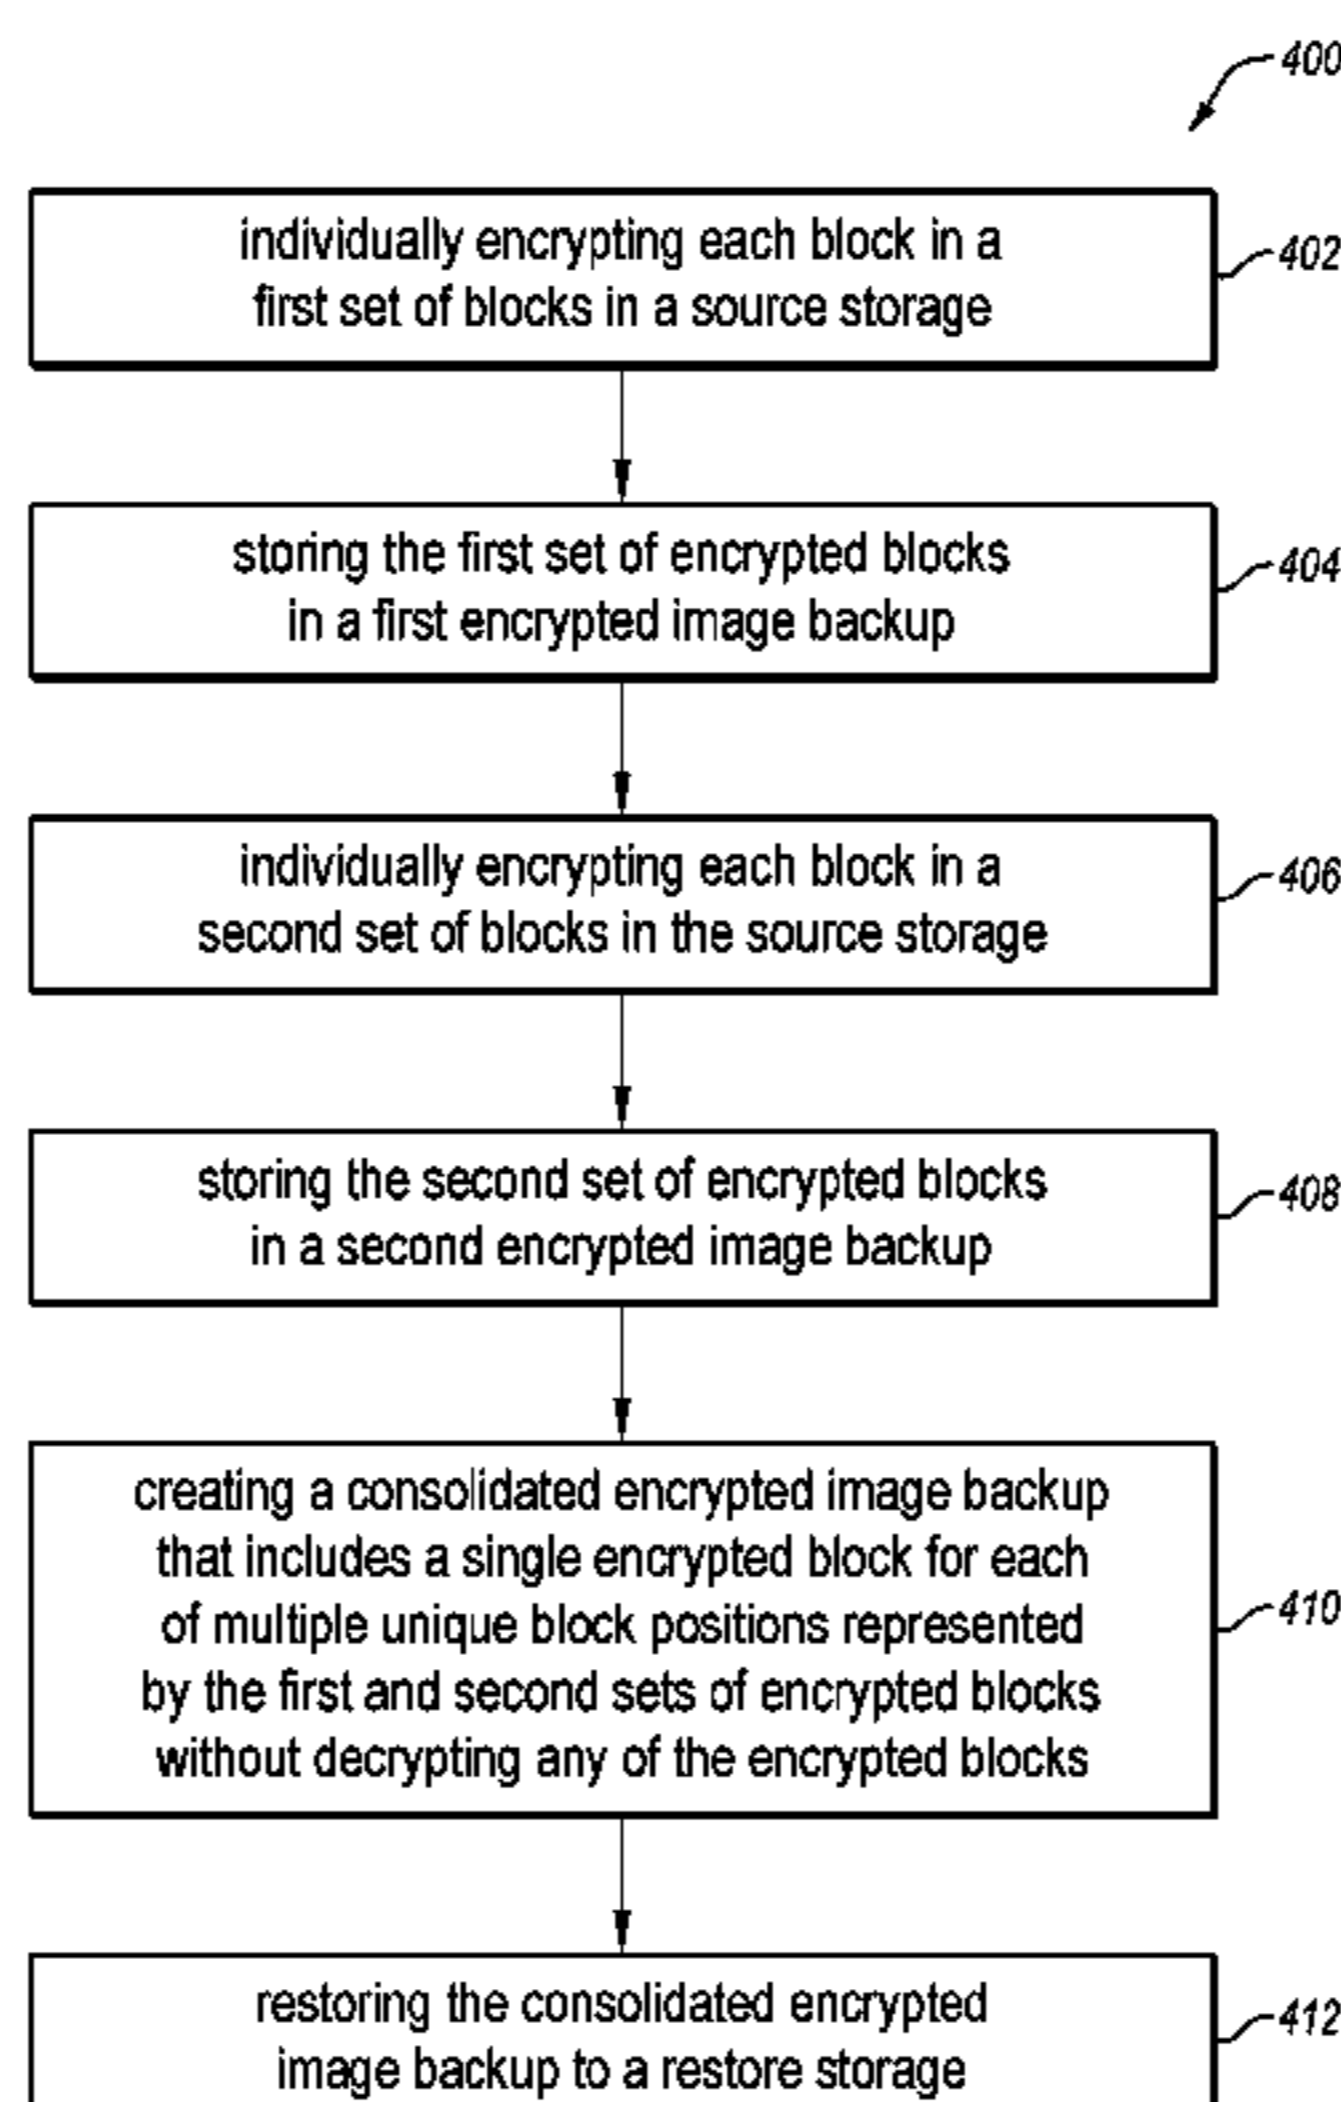 400
individually encrypting each block in a
first set of blocks in a source storage
402
storing the first set of encrypted blocks
in a first encrypted image backup
404
individually encrypting each block in a
second set of blocks in the source storage
406
storing the second set of encrypted blocks
in a second encrypted image backup
408
creating a consolidated encrypted image backup
that includes a single encrypted block for each
of multiple unique block positions represented
by the first and second sets of encrypted blocks
without decrypting any of the encrypted blocks
410
restoring the consolidated encrypted
image backup to a restore storage
412